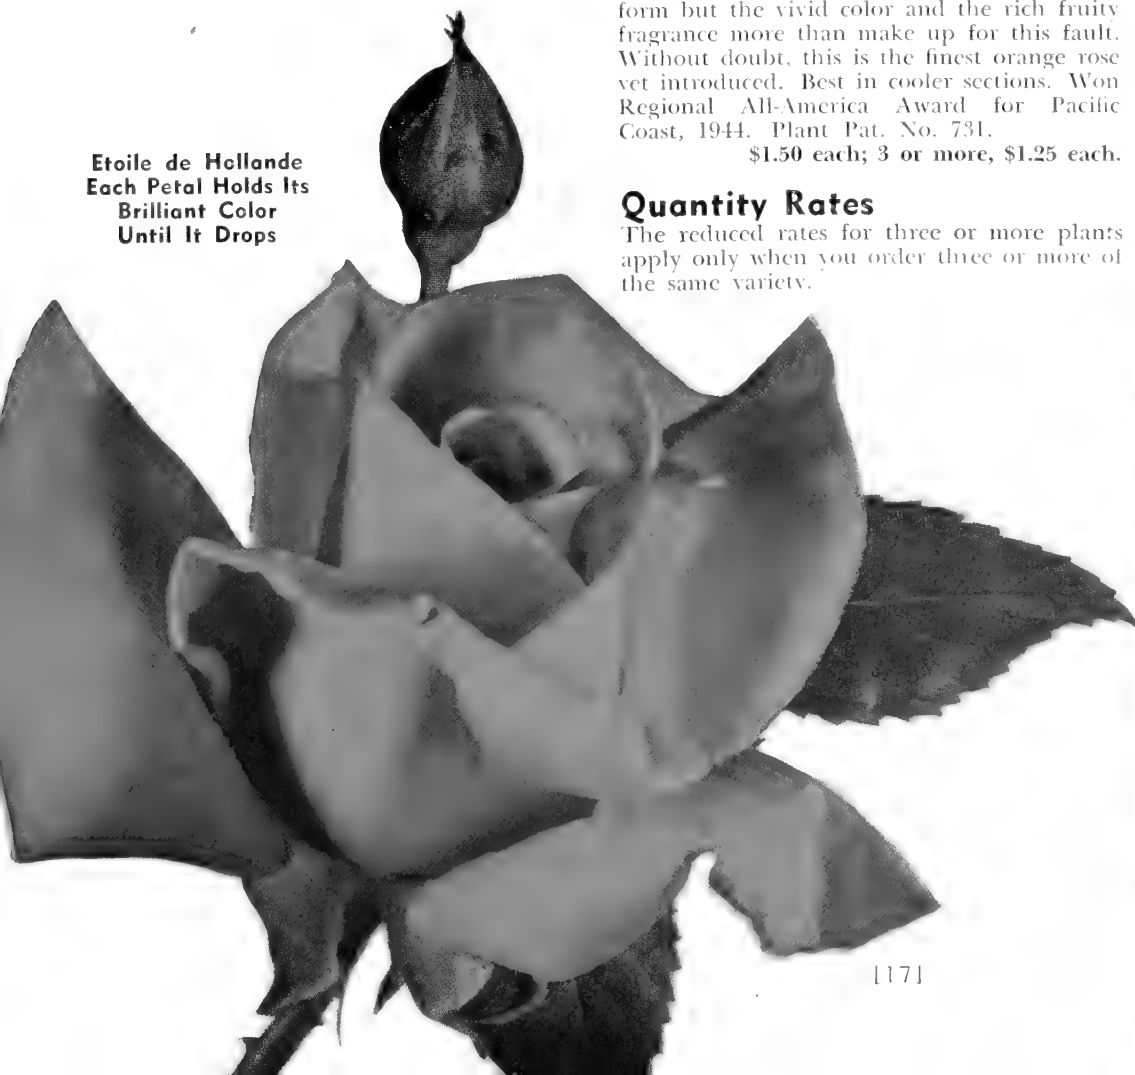 Etoile de Hollande
Each Petal Holds Its
Brilliant Color
Until It Drops
form but the vivid color and the rich fruity
fragrance more than make up for this fault.
Without doubt, this is the finest orange rose
yet introduced. Best in cooler sections. Won
Regional All-America Award for Pacific
Coast, 1944. Plant Pat. No. 731.
$1.50 each; 3 or more, $1.25 each.
Quantity Rates
The reduced rates for three or more plants
apply only when you order three or more of
the same variety.
[17]